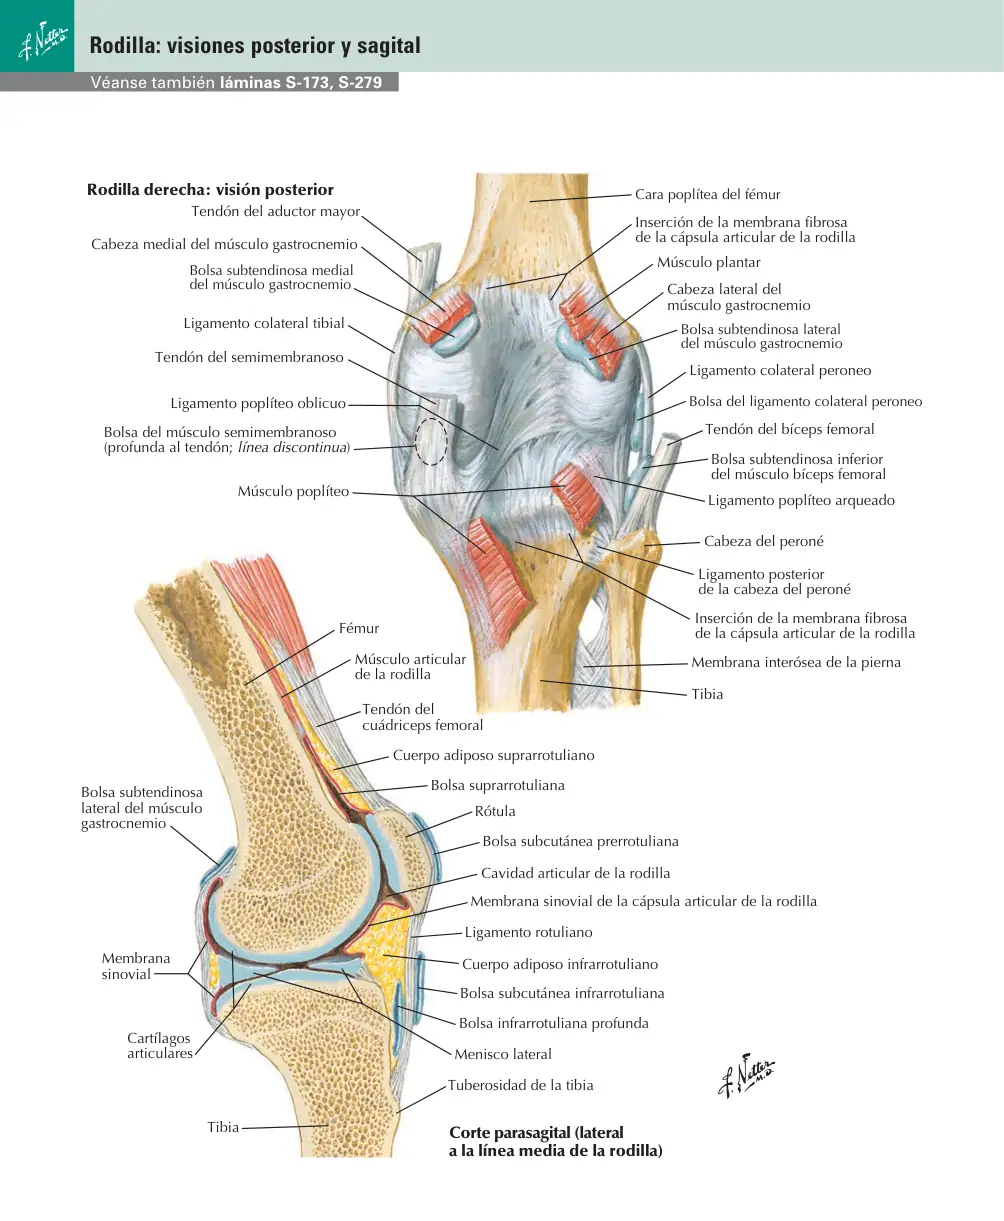 F. Netter M.D.
Rodilla: visiones posterior y sagital
Véanse también láminas S-173, S-279
Rodilla derecha: visión posterior
Tendón del aductor mayor
Cabeza medial del músculo gastrocnemio
Bolsa subtendinosa medial
del músculo gastrocnemio
Ligamento colateral tibial
Tendón del semimembranoso
Ligamento poplíteo oblicuo
Bolsa del músculo semimembranoso
(profunda al tendón; línea discontinua)
Músculo poplíteo
Cara poplítea del fémur
Inserción de la membrana fibrosa
de la cápsula articular de la rodilla
Músculo plantar
Cabeza lateral del
músculo gastrocnemio
Bolsa subtendinosa lateral
del músculo gastrocnemio
Ligamento colateral peroneo
Bolsa del ligamento colateral peroneo
Tendón del bíceps femoral
Bolsa subtendinosa inferior
del músculo bíceps femoral
Ligamento poplíteo arqueado
Cabeza del peroné
Ligamento posterior
de la cabeza del peroné
Inserción de la membrana fibrosa
de la cápsula articular de la rodilla
Membrana interósea de la pierna
Tibia
Fémur
Músculo articular
de la rodilla
Tendón del
cuádriceps femoral
Cuerpo adiposo suprarrotuliano
Bolsa suprarrotuliana
Rótula
Bolsa subcutánea prerrotuliana
Cavidad articular de la rodilla
Membrana sinovial de la cápsula articular de la rodilla
Ligamento rotuliano
Cuerpo adiposo infrarrotuliano
Bolsa subcutánea infrarrotuliana
Bolsa infrarrotuliana profunda
Menisco lateral
Tuberosidad de la tibia
Bolsa subtendinosa
lateral del músculo
gastrocnemio
Membrana
sinovial
Cartílagos
articulares
Tibia
Corte parasagital (lateral
a la línea media de la rodilla)
F. Netter M.D.